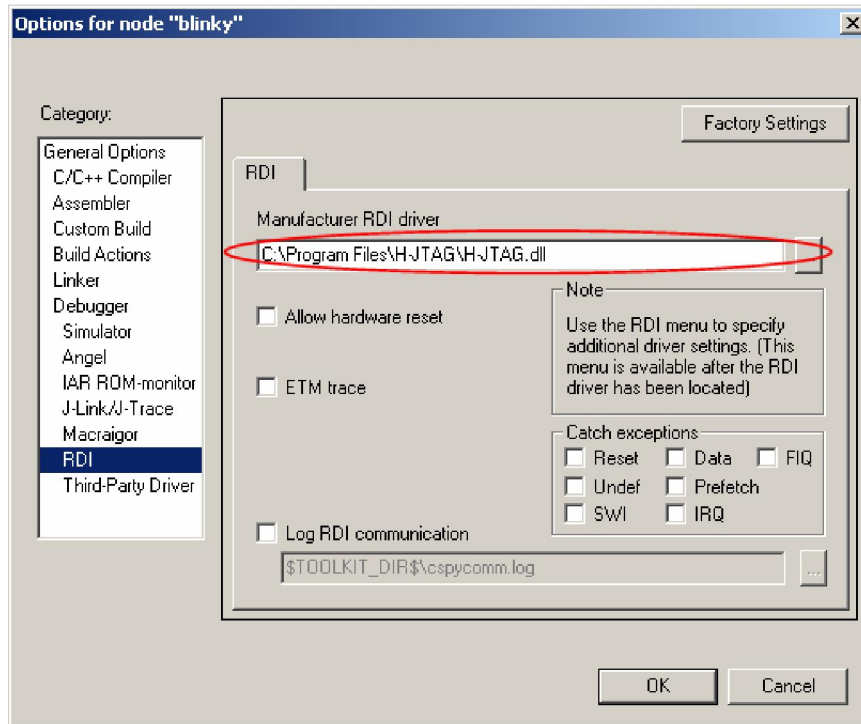 Options for node "blinky"
Category:
General Options
C/C++ Compiler
Assembler
Custom Build
Build Actions
Linker
Debugger
Simulator
Angel
IAR ROM-monitor
J-Link/J-Trace
Macraigor
RDI
Third-Party Driver
Factory Settings
RDI
Manufacturer RDI driver
C:\Program Files\H-JTAG\H-JTAG.dll
Allow hardware reset
ETM trace
Note
Use the RDI menu to specify
additional driver settings. (This
menu is available after the RDI
driver has been located)
Catch exceptions
Reset Data FIQ
Undef Prefetch
SWI IRQ
Log RDI communication
$TOOLKIT_DIR$\cspycomm.log
...
OK Cancel